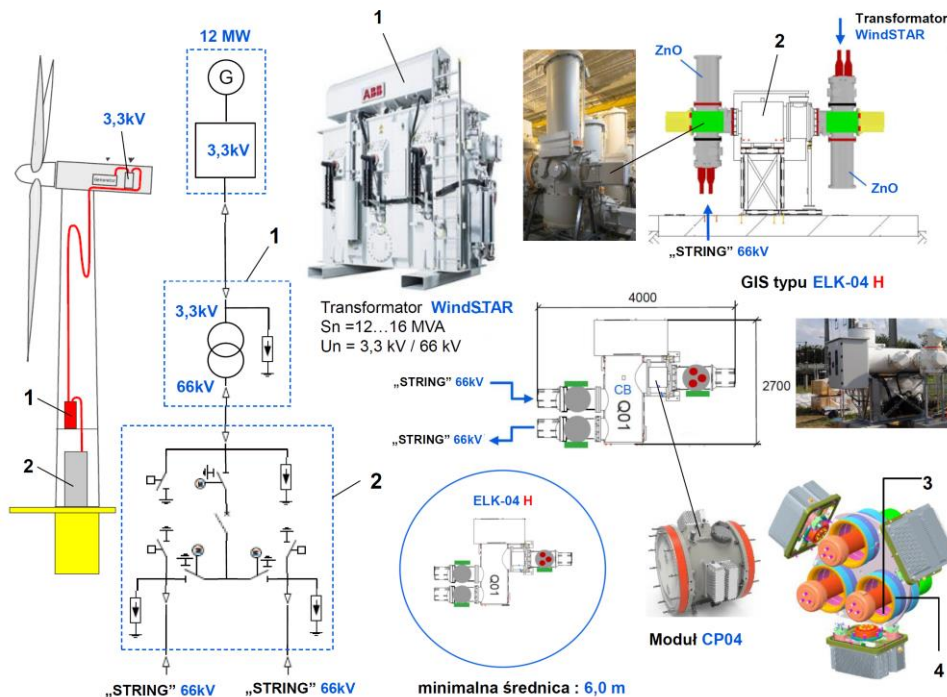 12 MW
G
3,3kV
3,3kV
1
2
1
3,3kV
66kV
2
„STRING” 66kV
„STRING” 66kV
1
ABB
Transformator WindSTAR
Sn =12…16 MVA
Un = 3,3 kV / 66 kV
Transformator
WindSTAR
ZnO
2
ZnO
„STRING” 66kV
GIS typu ELK-04 H
4000
2700
„STRING” 66kV
„STRING” 66kV
CB
Q01
ELK-04 H
Q01
minimalna średnica : 6,0 m
Moduł CP04
3
4